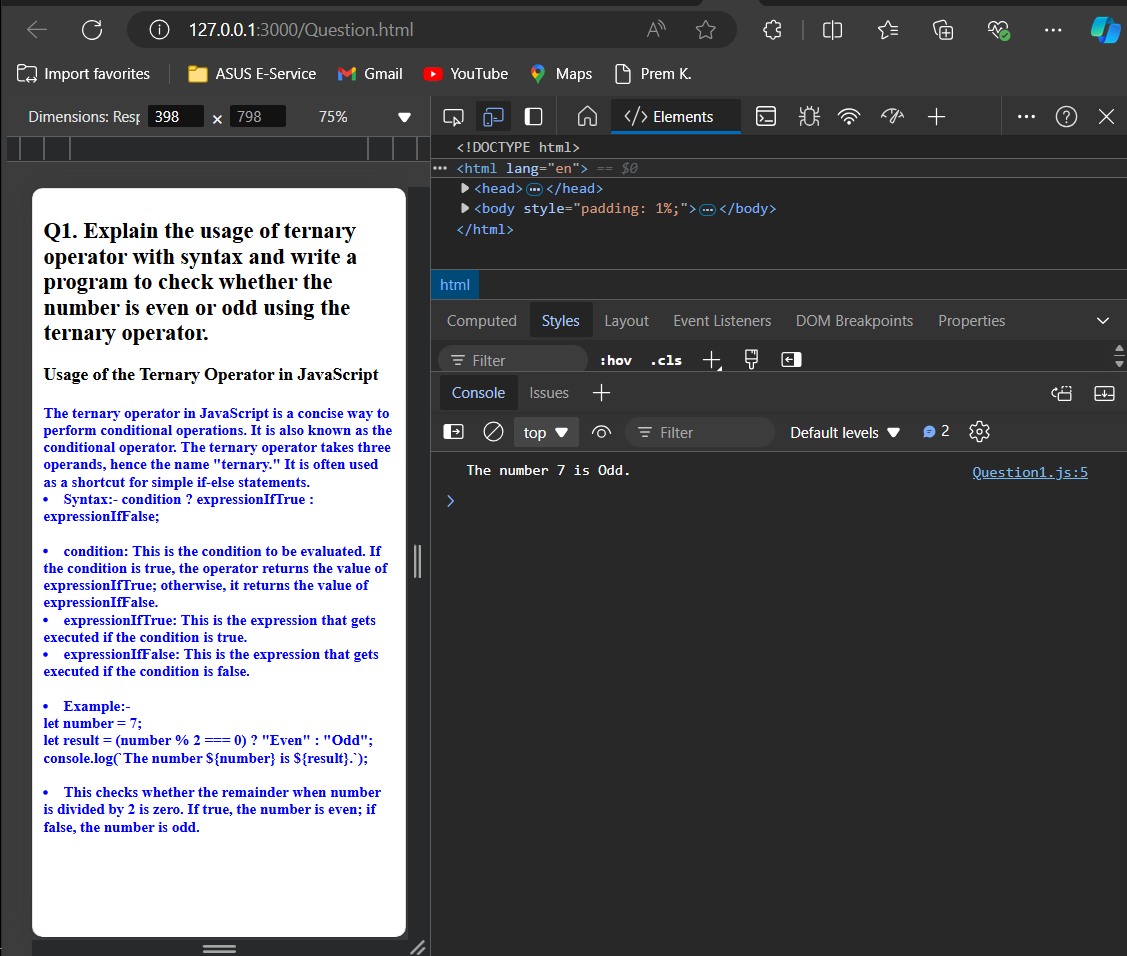 127.0.0.1:3000/Question.html
Import favorites
ASUS E-Service
Gmail
YouTube
Maps
Prem K.
Dimensions: Resp 398 × 798 75%
Q1. Explain the usage of ternary
operator with syntax and write a
program to check whether the
number is even or odd using the
ternary operator.
Usage of the Ternary Operator in JavaScript
The ternary operator in JavaScript is a concise way to
perform conditional operations. It is also known as the
conditional operator. The ternary operator takes three
operands, hence the name "ternary." It is often used
as a shortcut for simple if-else statements.
• Syntax:- condition ? expressionIfTrue :
expressionIfFalse;
• condition: This is the condition to be evaluated. If
the condition is true, the operator returns the value of
expressionIfTrue; otherwise, it returns the value of
expressionIfFalse.
• expressionIfTrue: This is the expression that gets
executed if the condition is true.
• expressionIfFalse: This is the expression that gets
executed if the condition is false.
• Example:-
let number = 7;
let result = (number % 2 === 0) ? "Even" : "Odd";
console.log(`The number ${number} is ${result}.`);
• This checks whether the remainder when number
is divided by 2 is zero. If true, the number is even; if
false, the number is odd.
</> Elements
<!DOCTYPE html>
••• <html lang="en"> == $0
<head> ••• </head>
<body style="padding: 1%;"> ••• </body>
</html>
html
Computed Styles Layout Event Listeners DOM Breakpoints Properties
Filter :hov .cls
Console Issues
top Filter Default levels 2
The number 7 is Odd. Question1.js:5